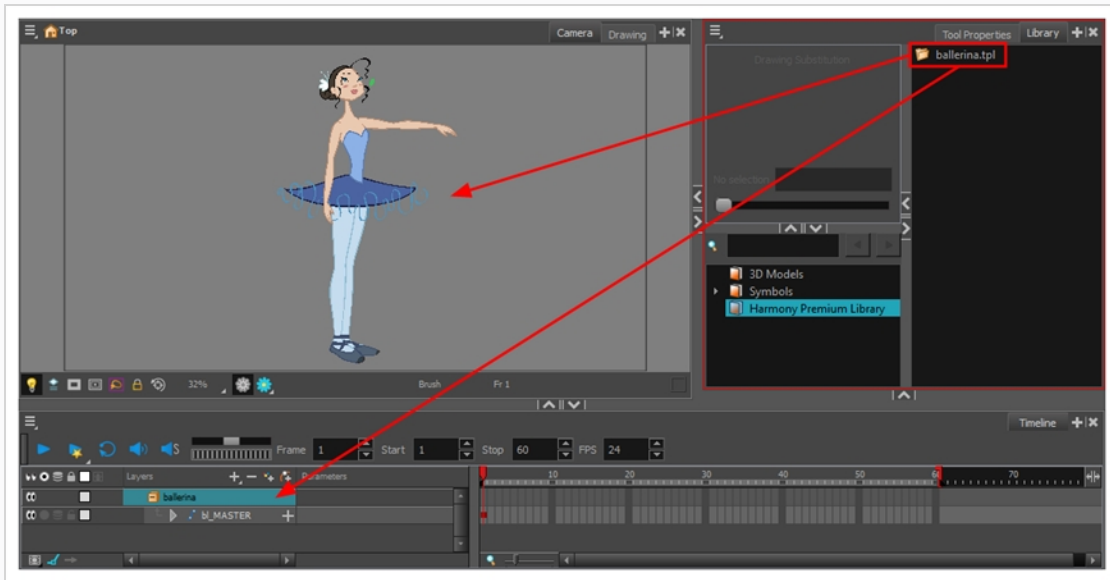 Top
Camera Drawing
Tool Properties Library
Drawing Substitution
ballerina.tpl
No selection
3D Models
Symbols
Harmony Premium Library
32% Brush Fr 1
Timeline
Frame 1 Start 1 Stop 60 FPS 24
Layers Parameters 10 20 30 40 50 60 70
ballerina
bl_MASTER